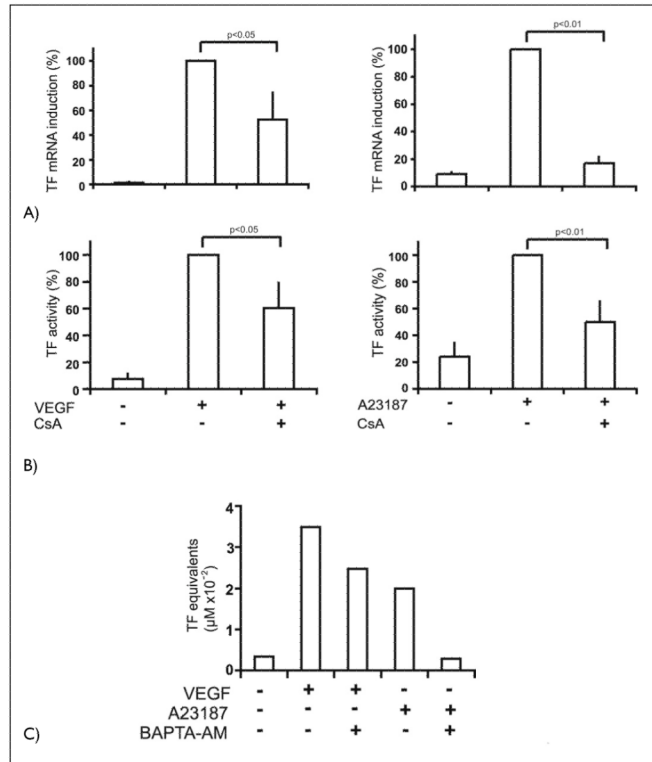 p<0.05
TF mRNA induction (%)
100
80
60
40
20
0
p<0.01
TF mRNA induction (%)
100
80
60
40
20
0
A)
p<0.05
TF activity (%)
100
80
60
40
20
0
VEGF - + +
CsA - - +
p<0.01
TF activity (%)
100
80
60
40
20
0
A23187 - + +
CsA - - +
B)
TF equivalents
(µM x10⁻²)
4
3
2
1
0
VEGF - + + - -
A23187 - - - + +
BAPTA-AM - - + - +
C)